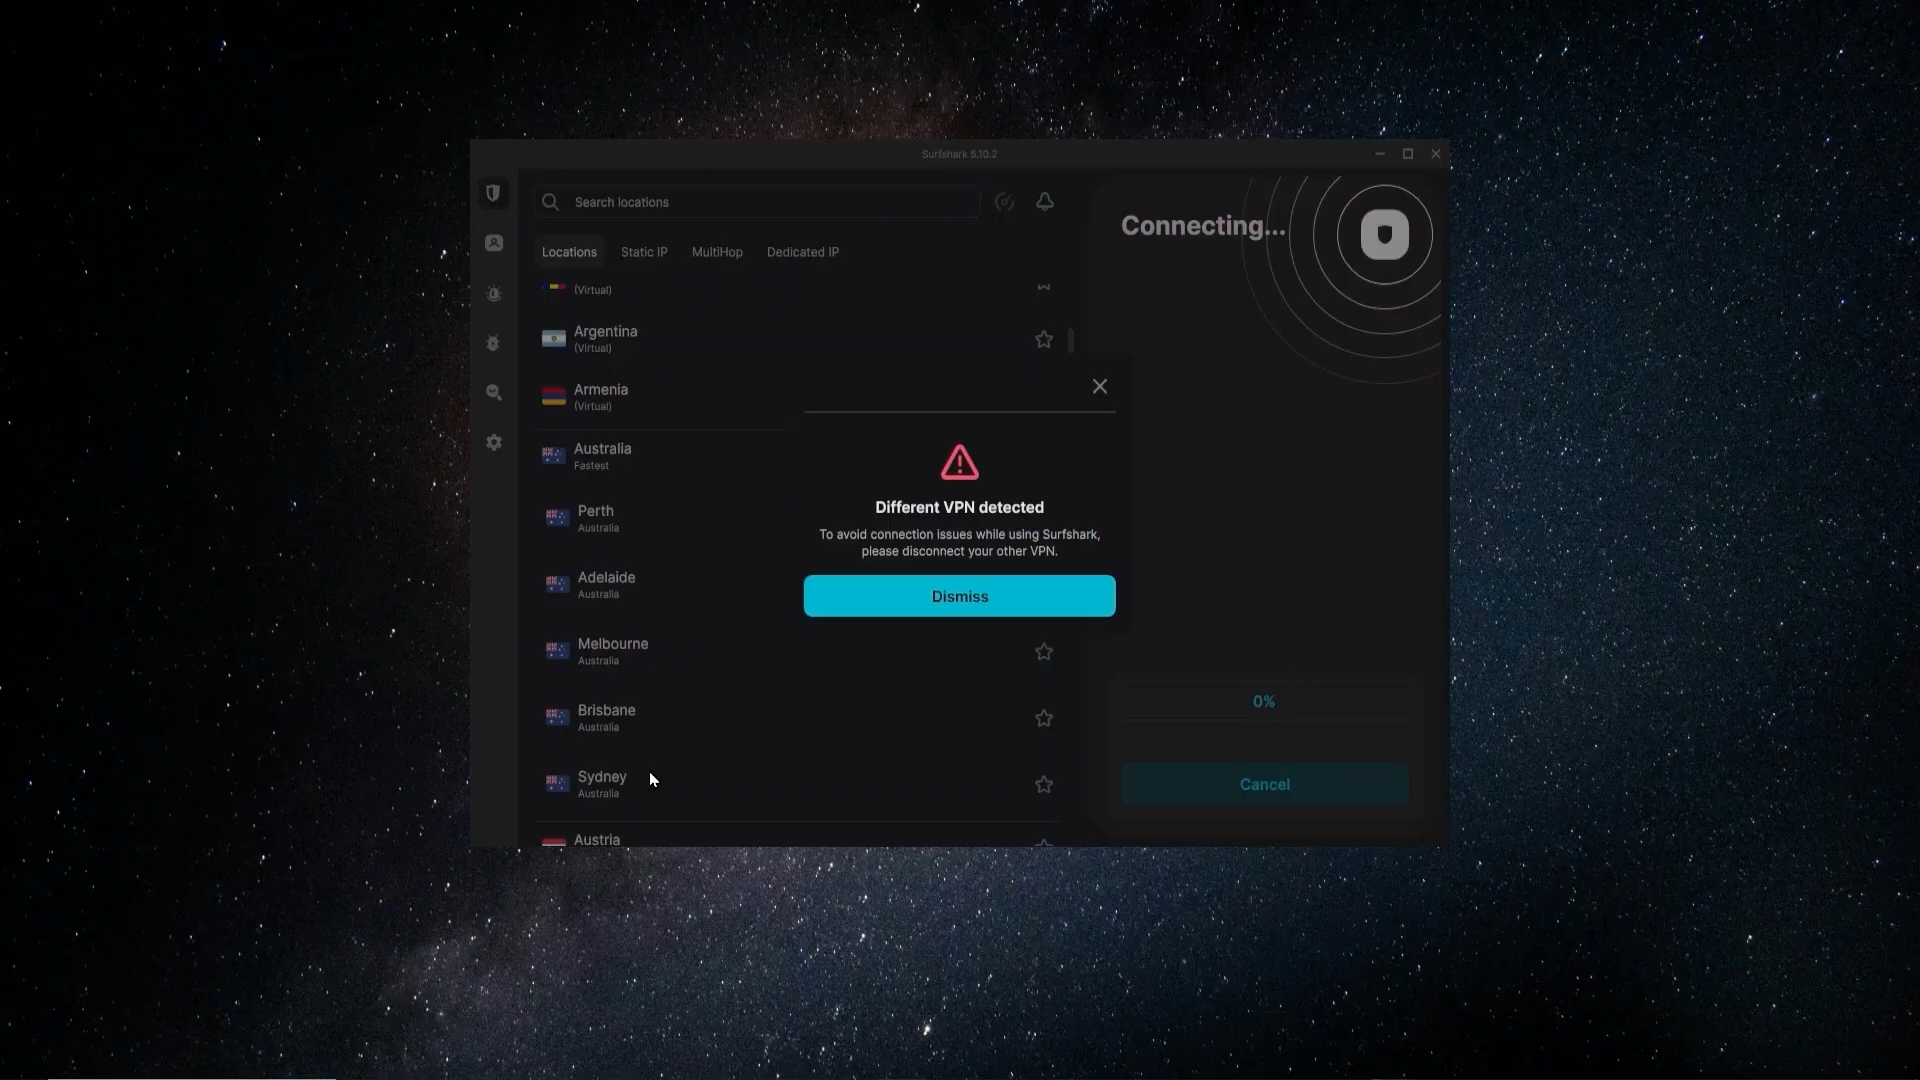 Surfshark 5.10.2
Search locations
Locations
Static IP
MultiHop
Dedicated IP
(Virtual)
Argentina
(Virtual)
Armenia
(Virtual)
Australia
Fastest
Perth
Australia
Adelaide
Australia
Melbourne
Australia
Brisbane
Australia
Sydney
Australia
Austria
Different VPN detected
To avoid connection issues while using Surfshark,
please disconnect your other VPN.
Dismiss
Connecting...
0%
Cancel